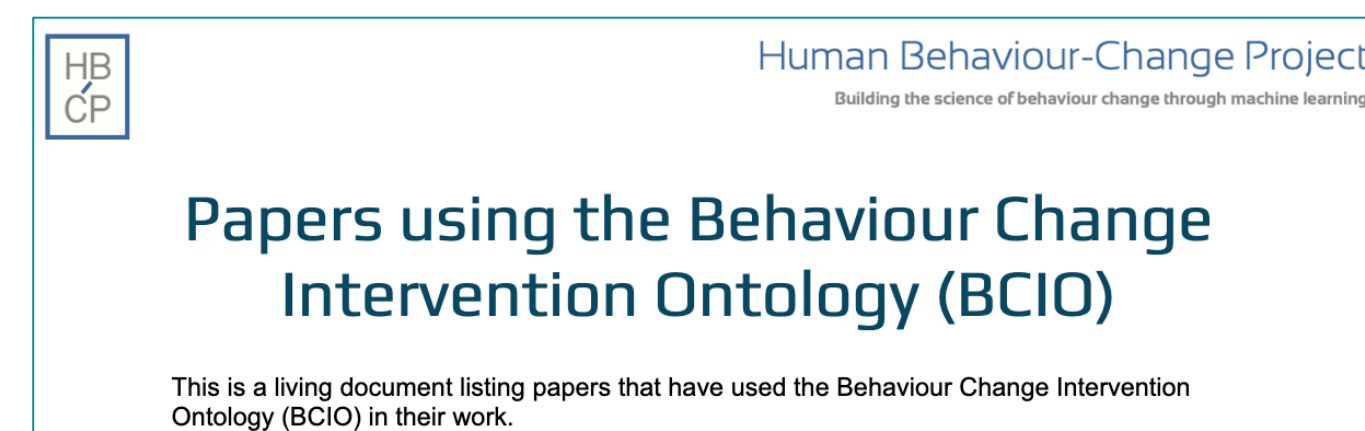 HB
CP
Human Behaviour-Change Project
Building the science of behaviour change through machine learning
Papers using the Behaviour Change
Intervention Ontology (BCIO)
This is a living document listing papers that have used the Behaviour Change Intervention
Ontology (BCIO) in their work.